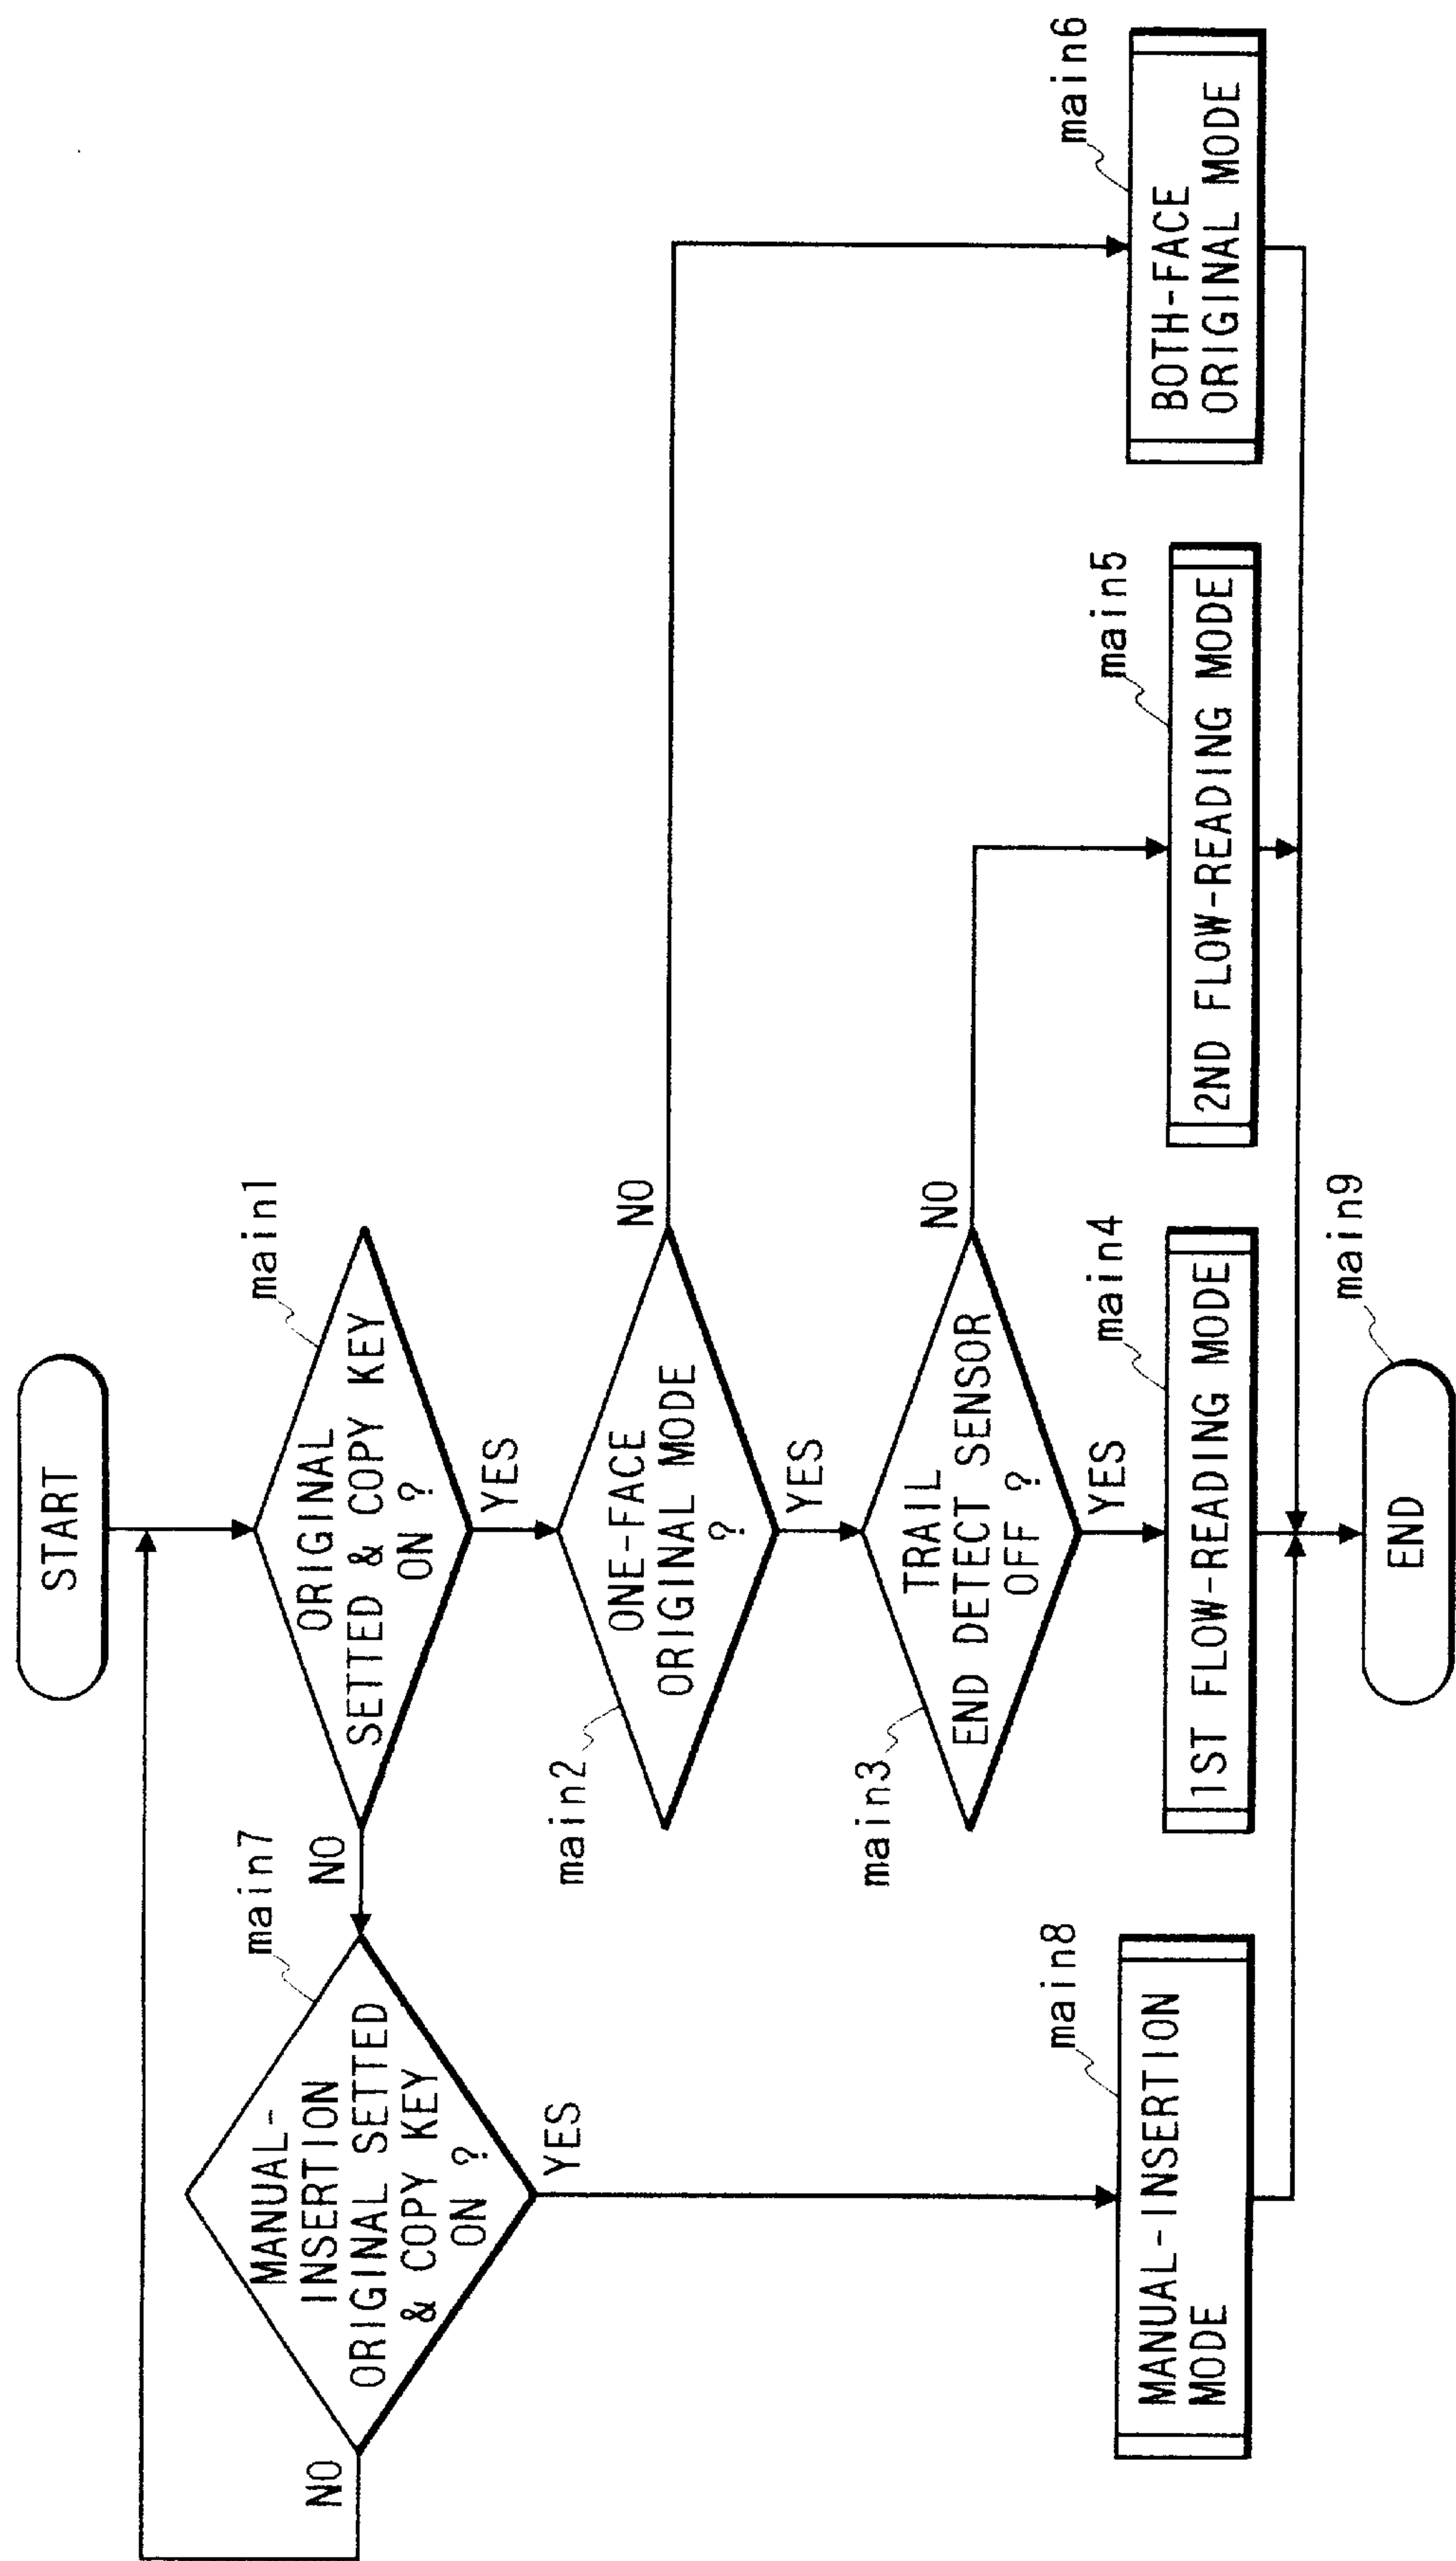 START
main1
ORIGINAL
SETTED & COPY KEY
ON ?
NO
YES
main7
MANUAL-
INSERTION
ORIGINAL SETTED
& COPY KEY
ON ?
NO
YES
main2
ONE-FACE
ORIGINAL MODE
?
NO
YES
main3
TRAIL
END DETECT SENSOR
OFF ?
NO
YES
main8
MANUAL-INSERTION
MODE
main4
1ST FLOW-READING MODE
main5
2ND FLOW-READING MODE
main6
BOTH-FACE
ORIGINAL MODE
main9
END